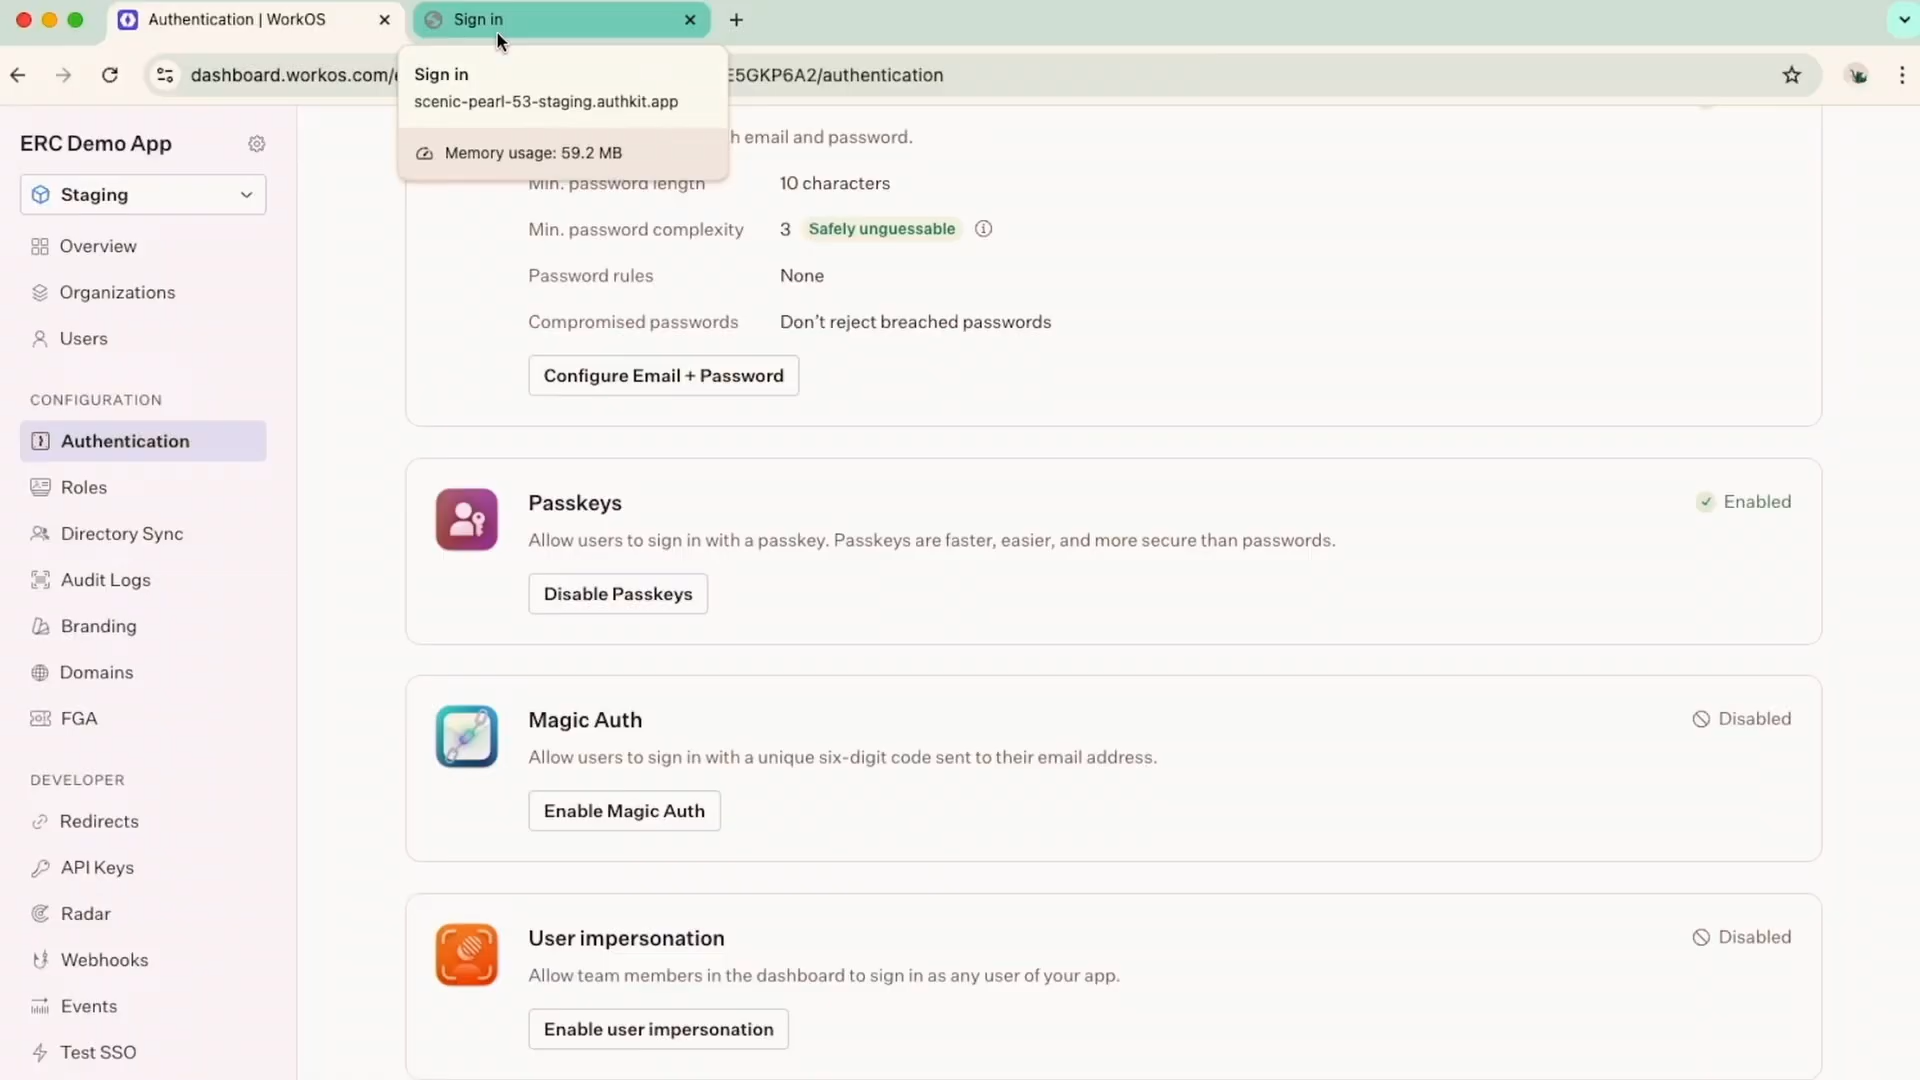 Authentication | WorkOS
Sign in
dashboard.workos.com/
E5GKP6A2/authentication
Sign in
scenic-pearl-53-staging.authkit.app
Memory usage: 59.2 MB
ERC Demo App
Staging
Overview
Organizations
Users
CONFIGURATION
Authentication
Roles
Directory Sync
Audit Logs
Branding
Domains
FGA
DEVELOPER
Redirects
API Keys
Radar
Webhooks
Events
Test SSO
email and password.
Min. password length 10 characters
Min. password complexity 3 Safely unguessable
Password rules None
Compromised passwords Don’t reject breached passwords
Configure Email + Password
Passkeys Enabled
Allow users to sign in with a passkey. Passkeys are faster, easier, and more secure than passwords.
Disable Passkeys
Magic Auth Disabled
Allow users to sign in with a unique six-digit code sent to their email address.
Enable Magic Auth
User impersonation Disabled
Allow team members in the dashboard to sign in as any user of your app.
Enable user impersonation